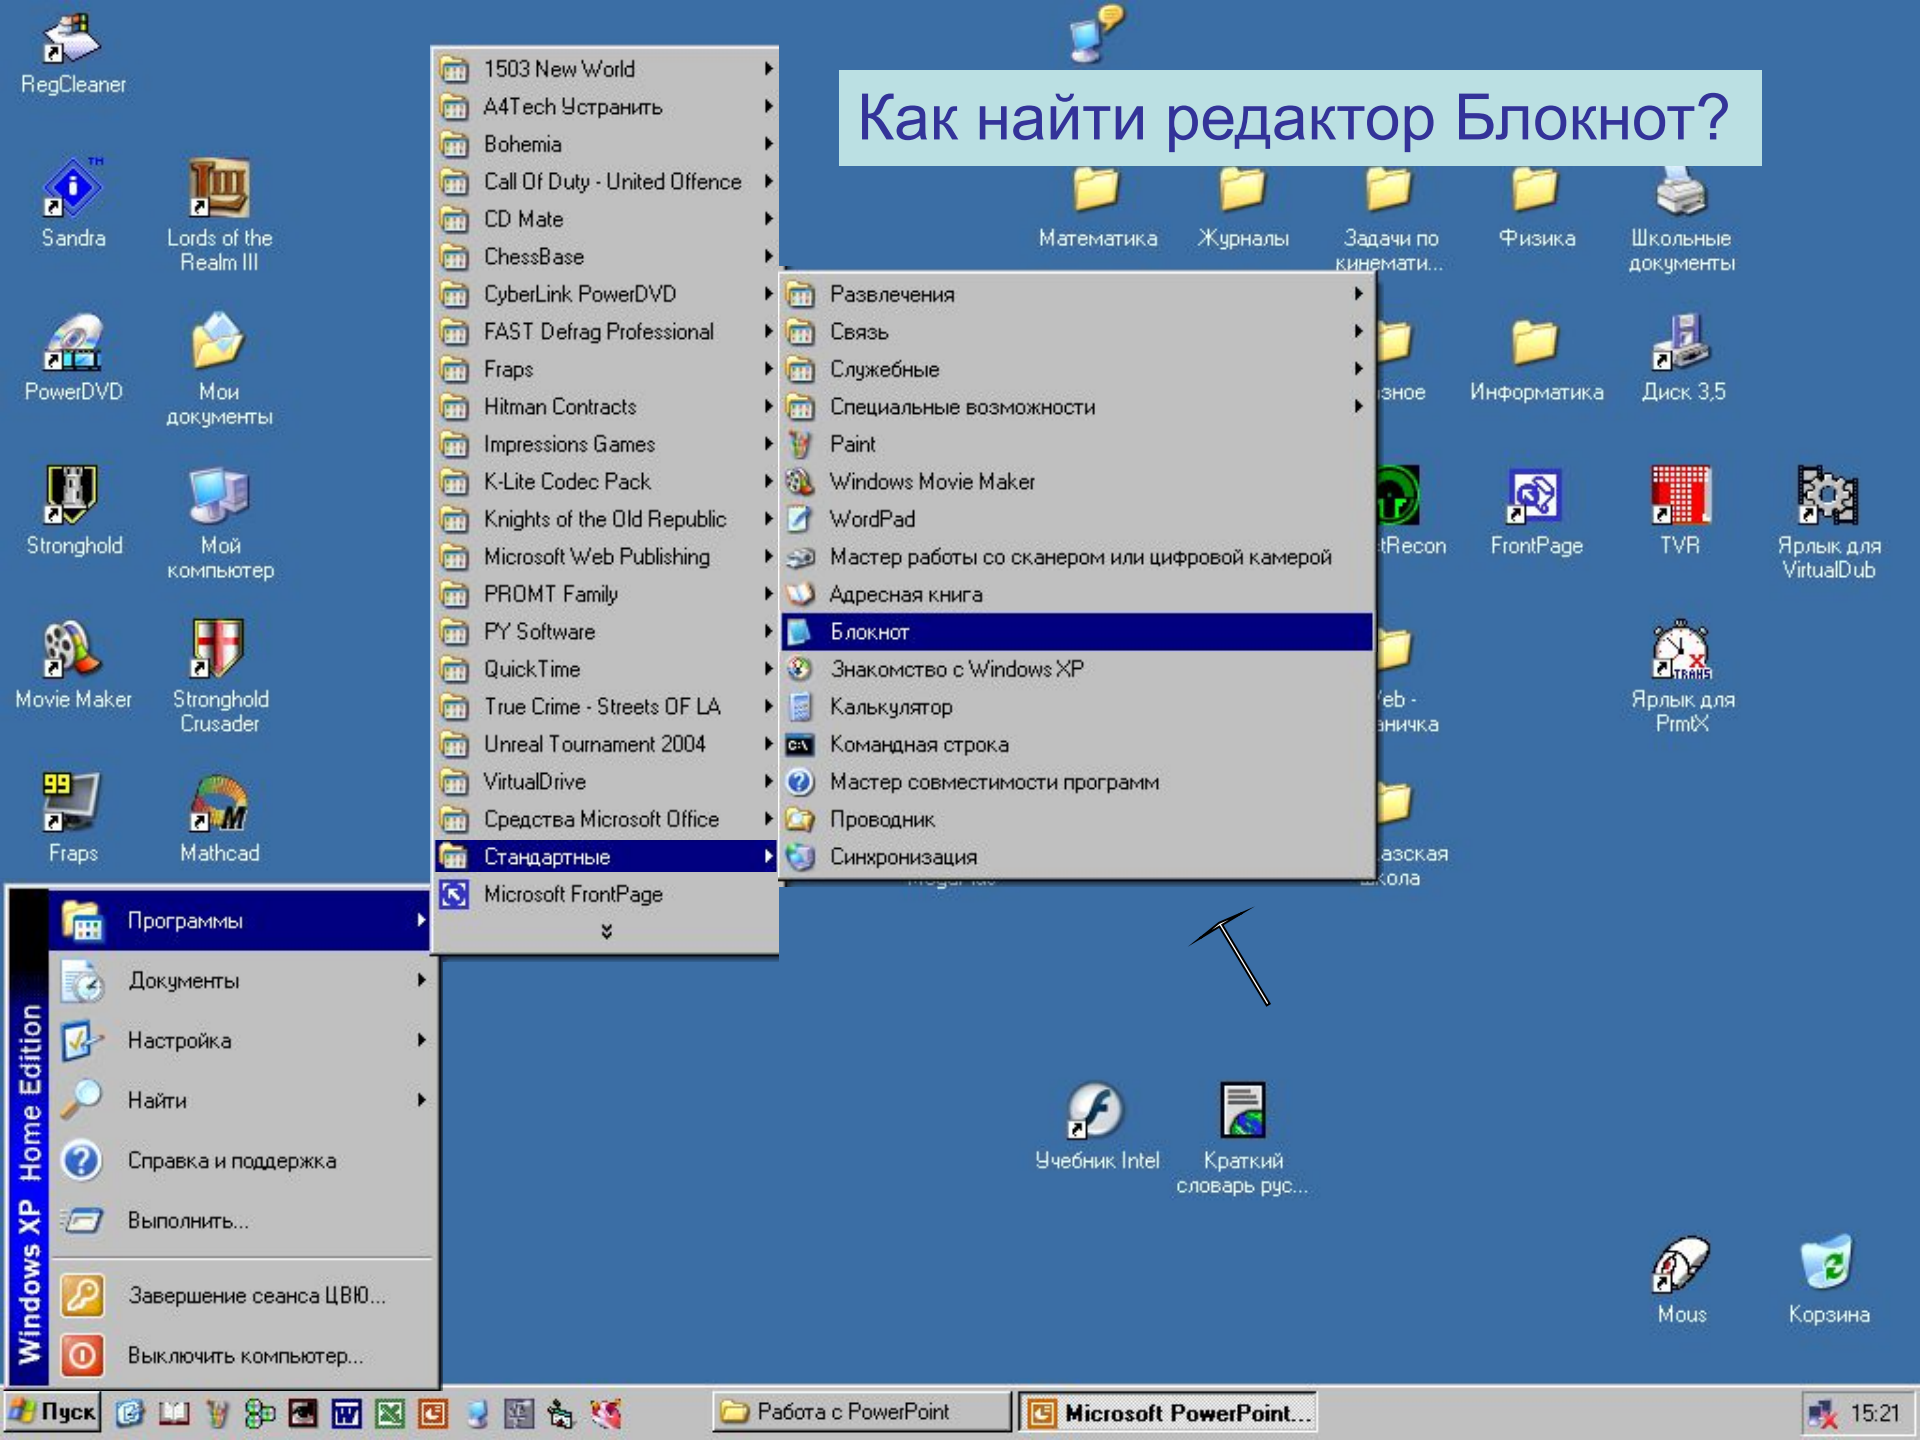 Как найти редактор Блокнот?
RegCleaner
Sandra
Lords of the
Realm III
PowerDVD
Мои
документы
Stronghold
Мой
компьютер
Movie Maker
Stronghold
Crusader
99
Fraps
Mathcad
1503 New World
A4Tech Устранить
Bohemia
Call Of Duty - United Offence
CD Mate
ChessBase
CyberLink PowerDVD
FAST Defrag Professional
Fraps
Hitman Contracts
Impressions Games
K-Lite Codec Pack
Knights of the Old Republic
Microsoft Web Publishing
PROMT Family
PY Software
QuickTime
True Crime - Streets OF LA
Unreal Tournament 2004
VirtualDrive
Средства Microsoft Office
Стандартные
Microsoft FrontPage
Развлечения
Связь
Служебные
Специальные возможности
Paint
Windows Movie Maker
WordPad
Мастер работы со сканером или цифровой камерой
Адресная книга
Блокнот
Знакомство с Windows XP
Калькулятор
Командная строка
Мастер совместимости программ
Проводник
Синхронизация
Математика
Журналы
Задачи по
кинемати...
Физика
Школьные
документы
Информатика
Диск 3,5
FrontPage
TVR
Ярлык для
VirtualDub
Ярлык для
PrmtX
Учебник Intel
Краткий
словарь рус...
Mous
Корзина
Программы
Документы
Настройка
Найти
Справка и поддержка
Выполнить...
Завершение сеанса ЦВЮ...
Выключить компьютер...
Windows XP Home Edition
Пуск
Работа с PowerPoint
Microsoft PowerPoint...
15:21